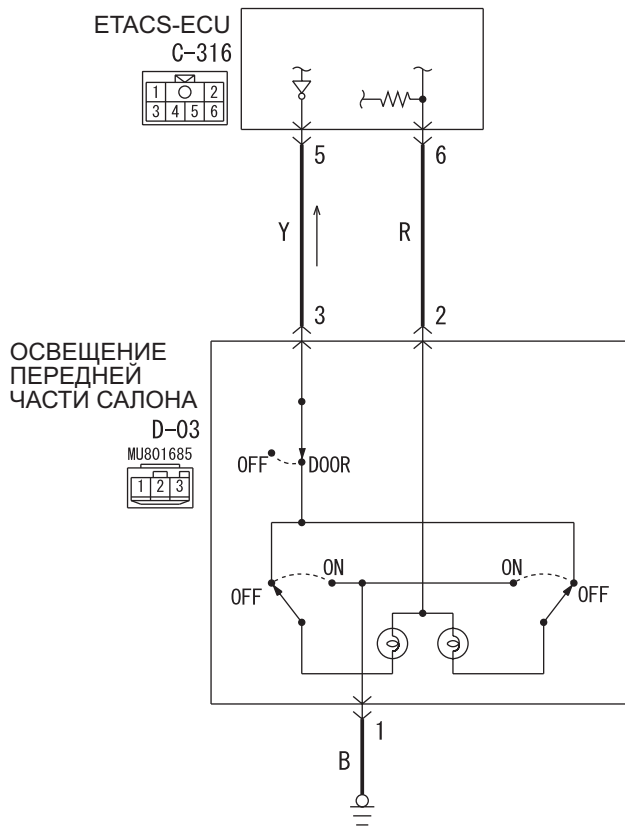 ETACS-ECU
C-316
1 2
3 4 5 6
5 6
Y R
3 2
ОСВЕЩЕНИЕ
ПЕРЕДНЕЙ
ЧАСТИ САЛОНА
D-03
MU801685
1 2 3
OFF DOOR
OFF ON ON OFF
1
B